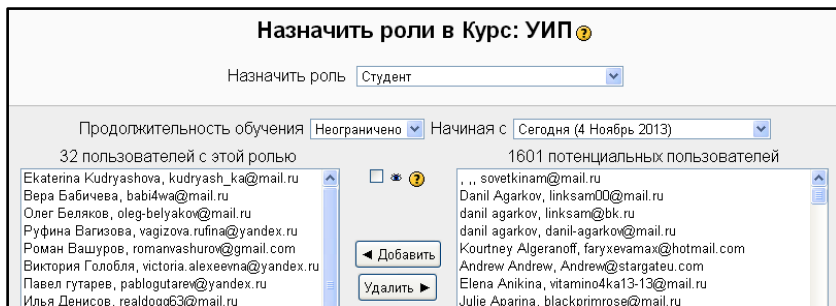 Назначить роли в Курс: УИП ?
Назначить роль Студент
Продолжительность обучения Неограничено Начиная с Сегодня (4 Ноябрь 2013)
32 пользователей с этой ролью
Ekaterina Kudryashova, kudryash_ka@mail.ru
Вера Бабичева, babi4wa@mail.ru
Олег Беляков, oleg-belyakov@mail.ru
Руфина Вагизова, vagizova.rufina@yandex.ru
Роман Вашуров, romanvashurov@gmail.com
Виктория Голобля, victoria.alexeevna@yandex.ru
Павел гутарев, pablogutarev@yandex.ru
Илья Денисов, realdogg63@mail.ru
?
◄ Добавить
Удалить ►
1601 потенциальных пользователей
, ,, sovetkinam@mail.ru
Danil Agarkov, linksam00@mail.ru
danil agarkov, linksam@bk.ru
danil agarkov, danil-agarkov@mail.ru
Kourtney Algeranoff, faryxevamax@hotmail.com
Andrew Andrew, Andrew@stargateu.com
Elena Anikina, vitamino4ka13-13@mail.ru
Julie Aparina, blackprimrose@mail.ru